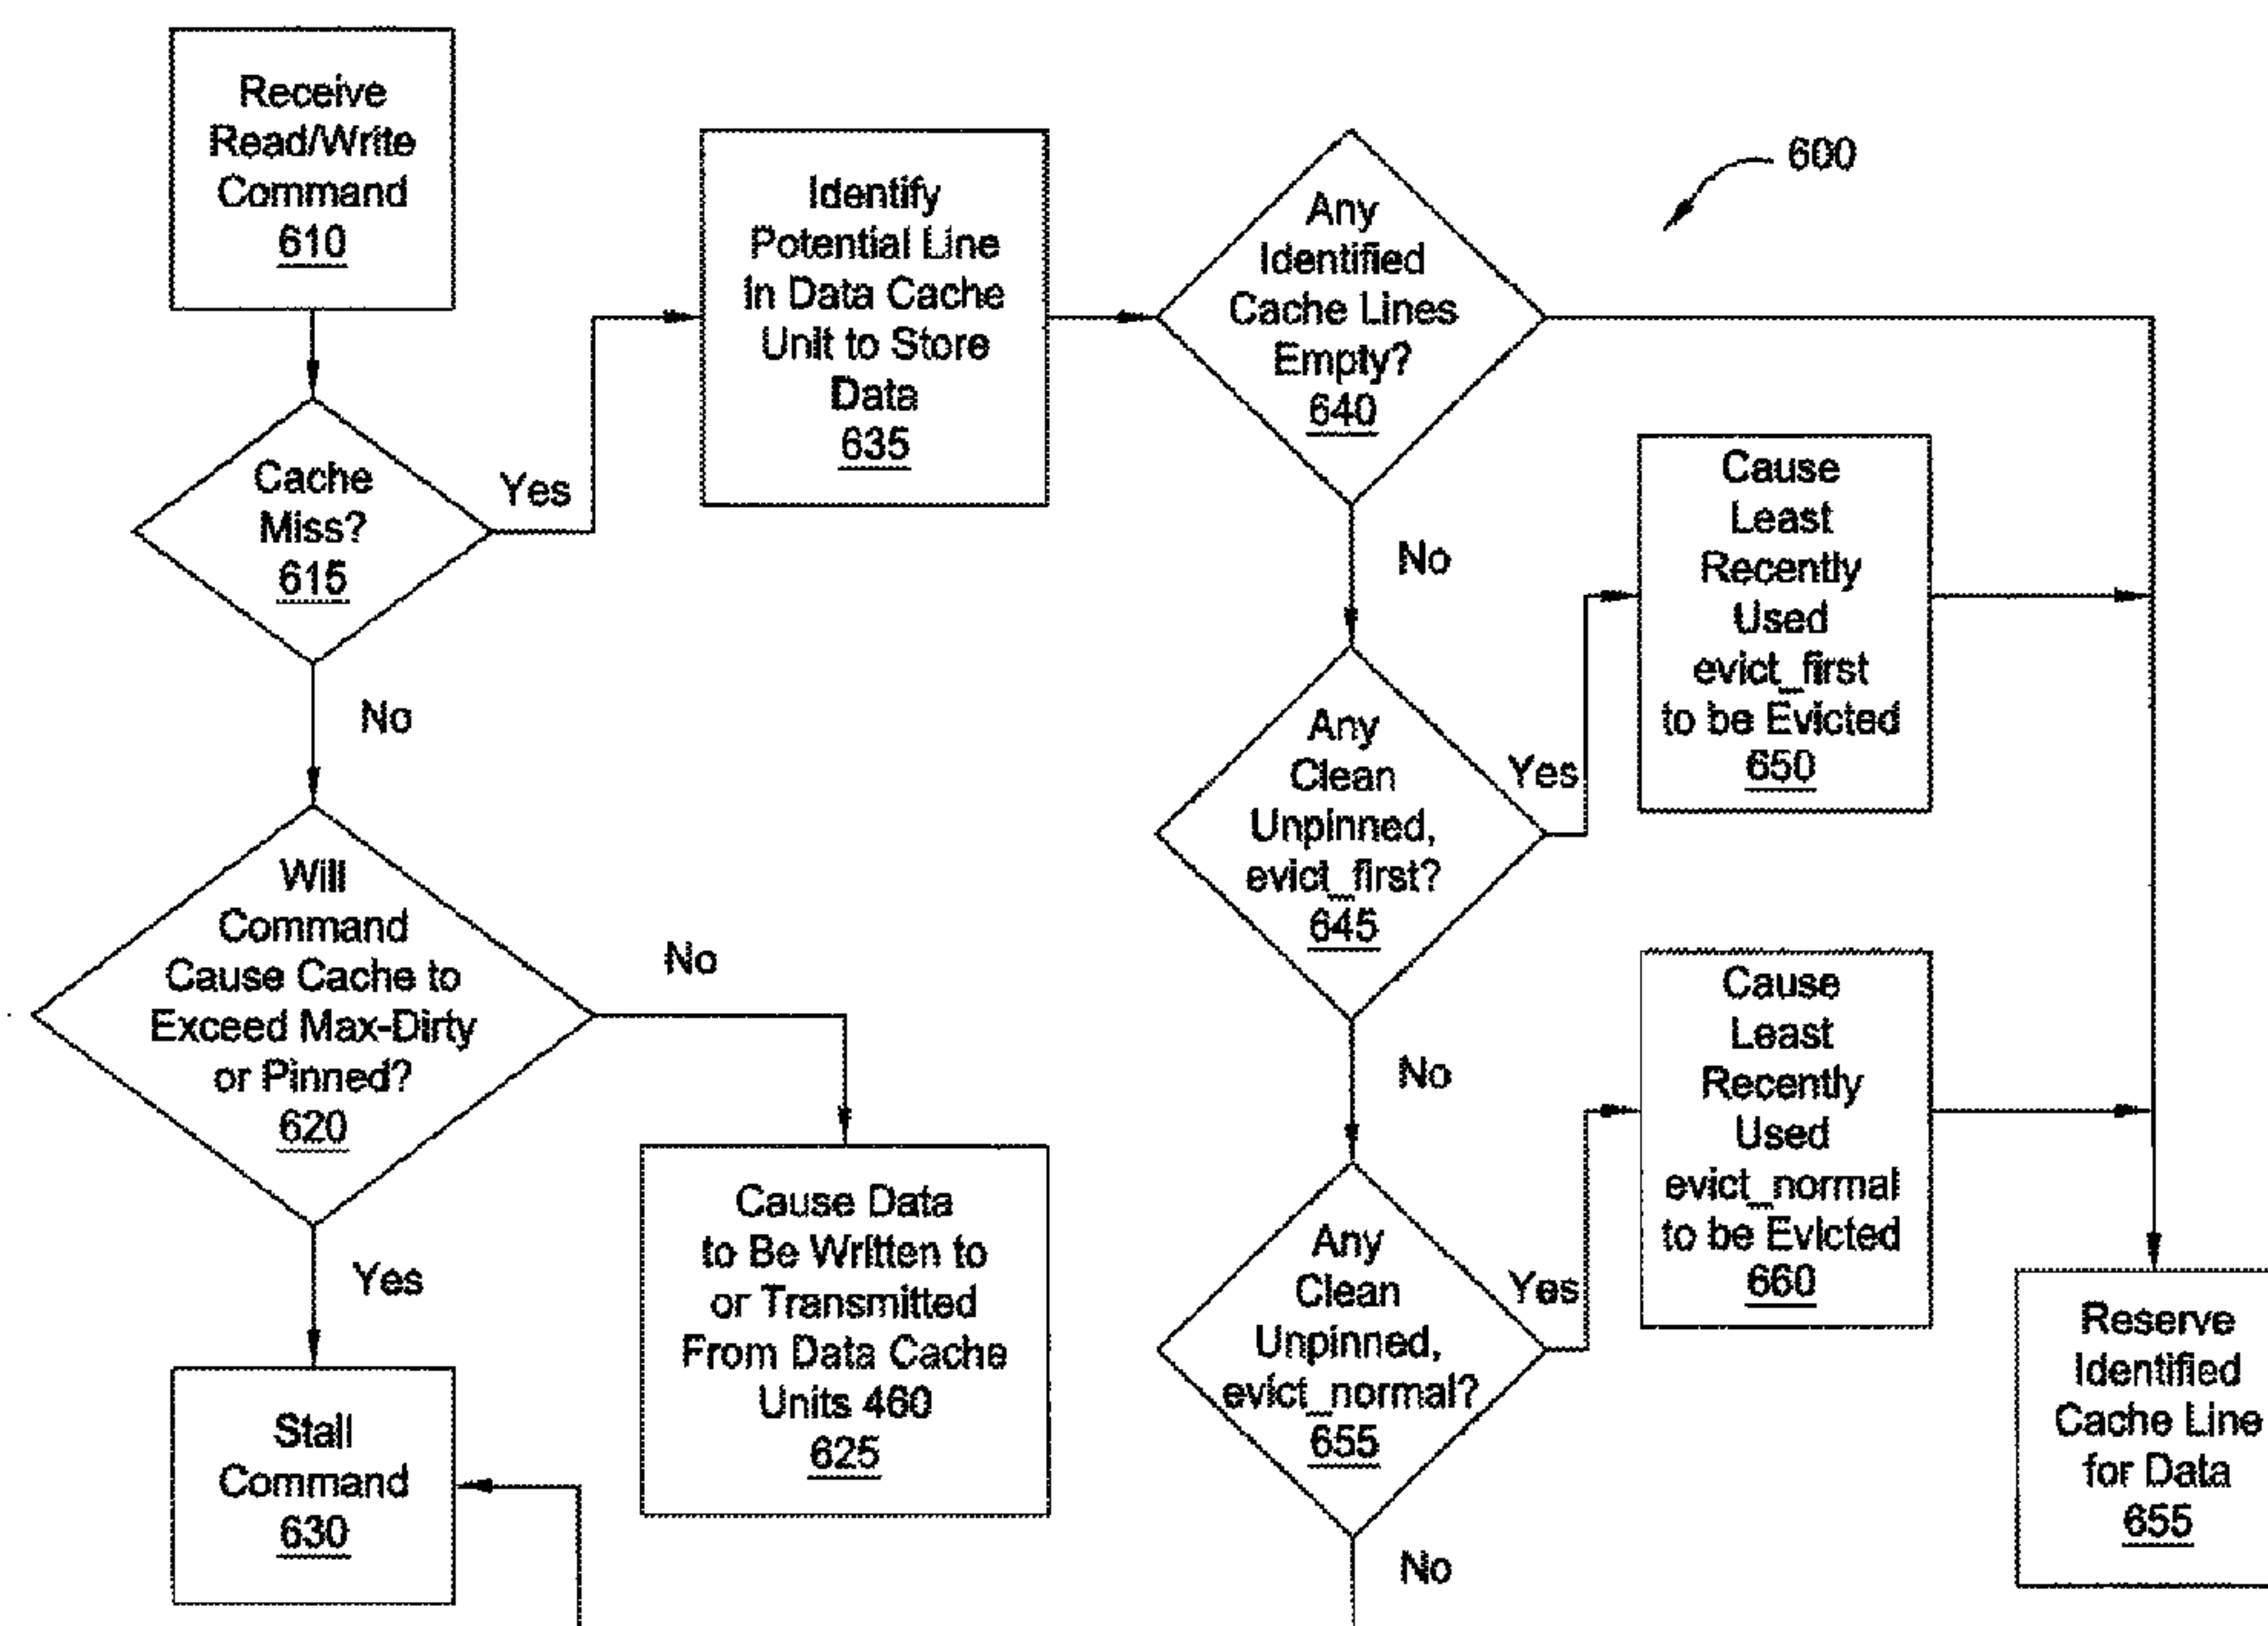 Receive
Read/Write
Command
610
Cache
Miss?
615
Yes
No
Will
Command
Cause Cache to
Exceed Max-Dirty
or Pinned?
620
No
Yes
Cause Data
to Be Written to
or Transmitted
From Data Cache
Units 460
625
Stall
Command
630
Identify
Potential Line
In Data Cache
Unit to Store
Data
635
Any
Identified
Cache Lines
Empty?
640
600
No
Any
Clean
Unpinned,
evict_first?
645
Yes
Cause
Least
Recently
Used
evict_first
to be Evicted
650
No
Any
Clean
Unpinned,
evict_normal?
655
Yes
Cause
Least
Recently
Used
evict_normal
to be Evicted
660
No
Reserve
Identified
Cache Line
for Data
655